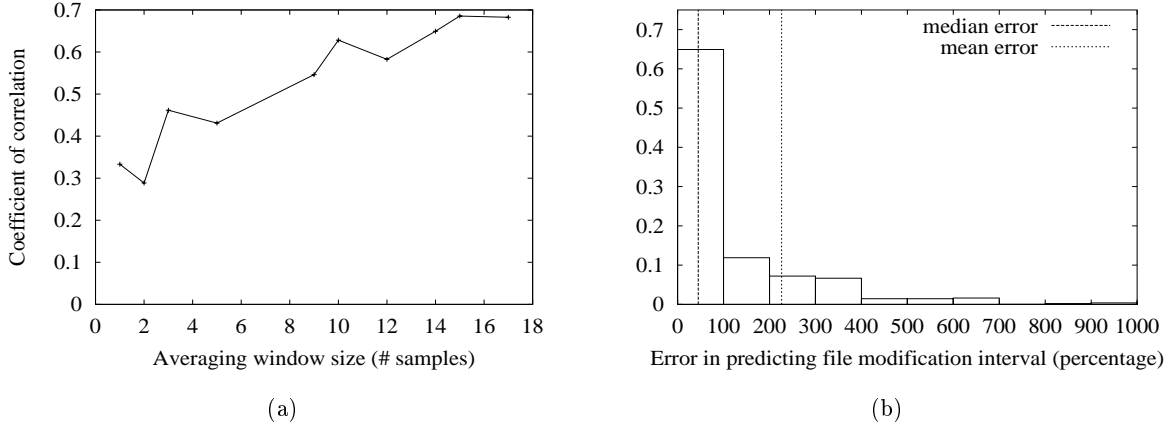 0.7
0.6
0.5
0.4
0.3
0.2
0.1
0
0 2 4 6 8 10 12 14 16 18
Coefficient of correlation
Averaging window size (# samples)
(a)
median error
mean error
0.7
0.6
0.5
0.4
0.3
0.2
0.1
0
0 100 200 300 400 500 600 700 800 900 1000
Error in predicting file modification interval (percentage)
(b)